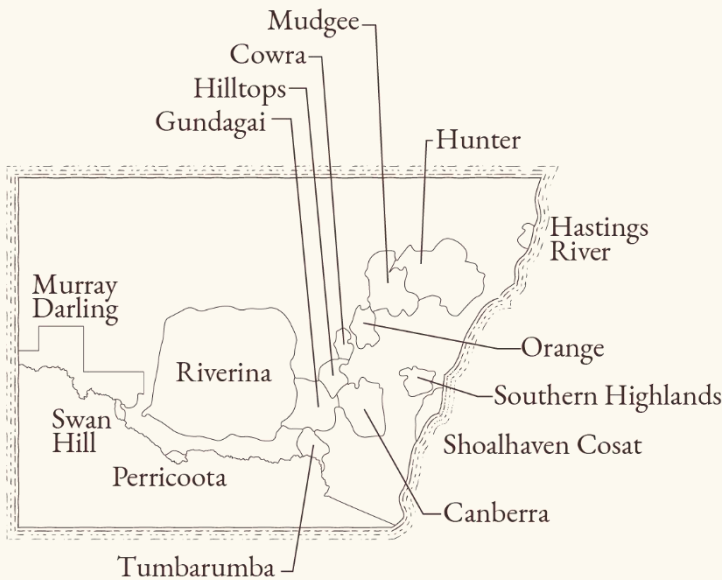 Mudgee
Cowra
Hilltops
Gundagai
Hunter
Hastings
River
Murray
Darling
Orange
Riverina
Southern Highlands
Swan
Hill
Shoalhaven Cosat
Perricoota
Canberra
Tumbarumba